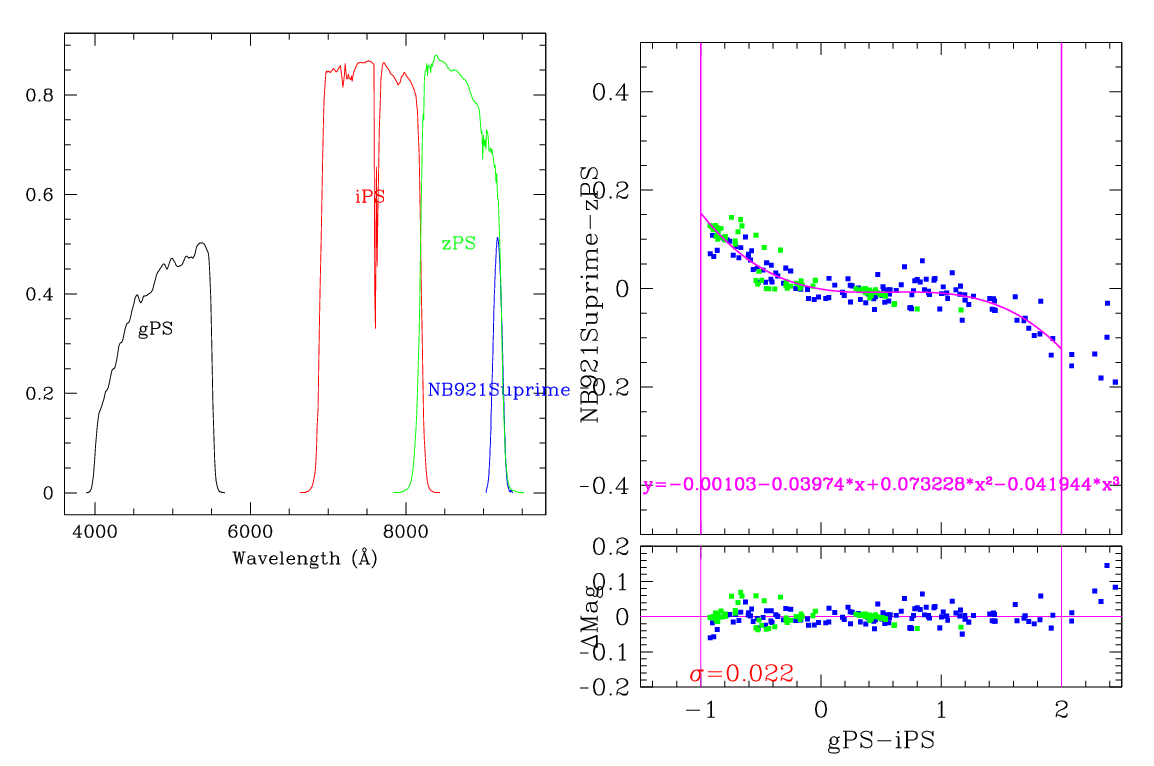 0.8
0.6
0.4
0.2
0
4000 6000 8000
Wavelength (Å)
gPS
iPS
zPS
NB921Suprime
0.4
0.2
0
-0.2
-0.4
NB921Suprime−zPS
y=−0.00103−0.03974*x+0.073228*x²−0.041944*x³
0.2
0.1
0
-0.1
-0.2
ΔMag
σ=0.022
−1 0 1 2
gPS−iPS